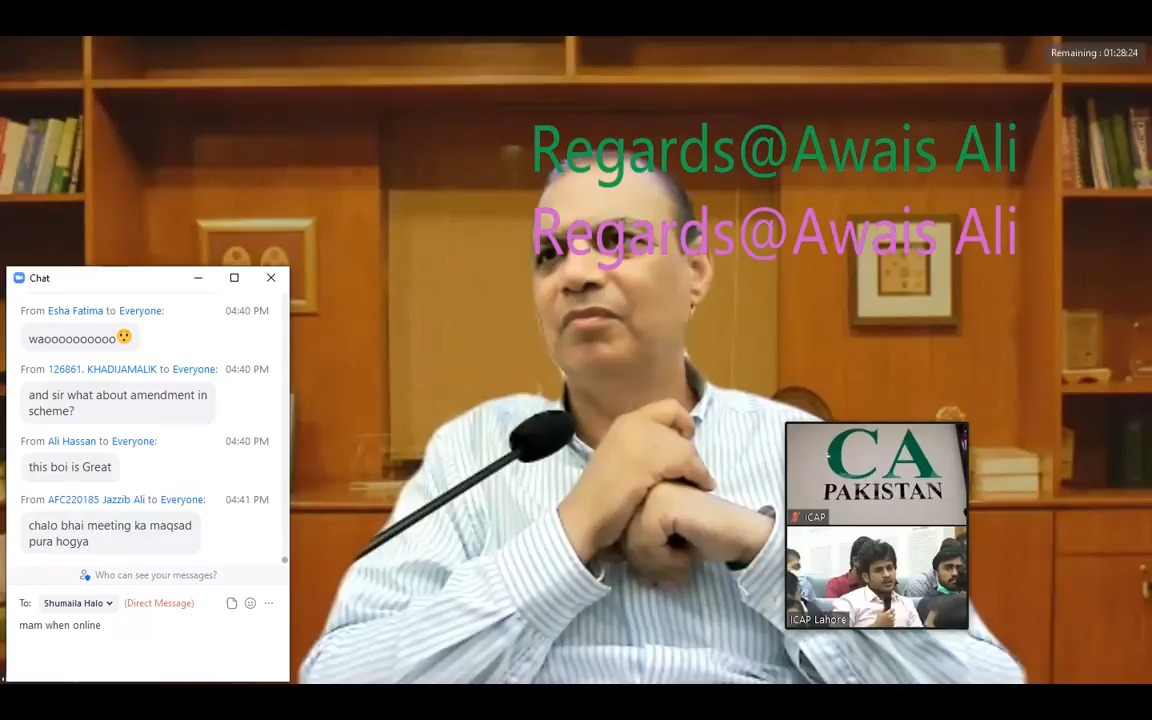 Remaining : 01:28:24
Regards@Awais Ali
Regards@Awais Ali
Chat
From Esha Fatima to Everyone: 04:40 PM
waoooooooooo😯
From 126861. KHADIJAMALIK to Everyone: 04:40 PM
and sir what about amendment in
scheme?
From Ali Hassan to Everyone: 04:40 PM
this boi is Great
From AFC220185 Jazzib Ali to Everyone: 04:41 PM
chalo bhai meeting ka maqsad
pura hogya
Who can see your messages?
To: Shumaila Halo (Direct Message)
mam when online
CA
PAKISTAN
ICAP
ICAP Lahore